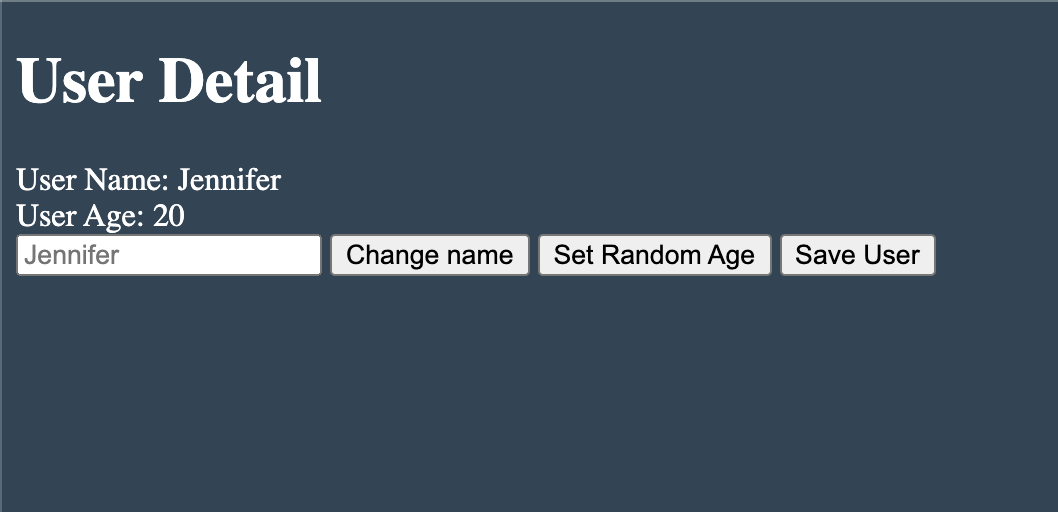 User Detail
User Name: Jennifer
User Age: 20
Jennifer Change name Set Random Age Save User